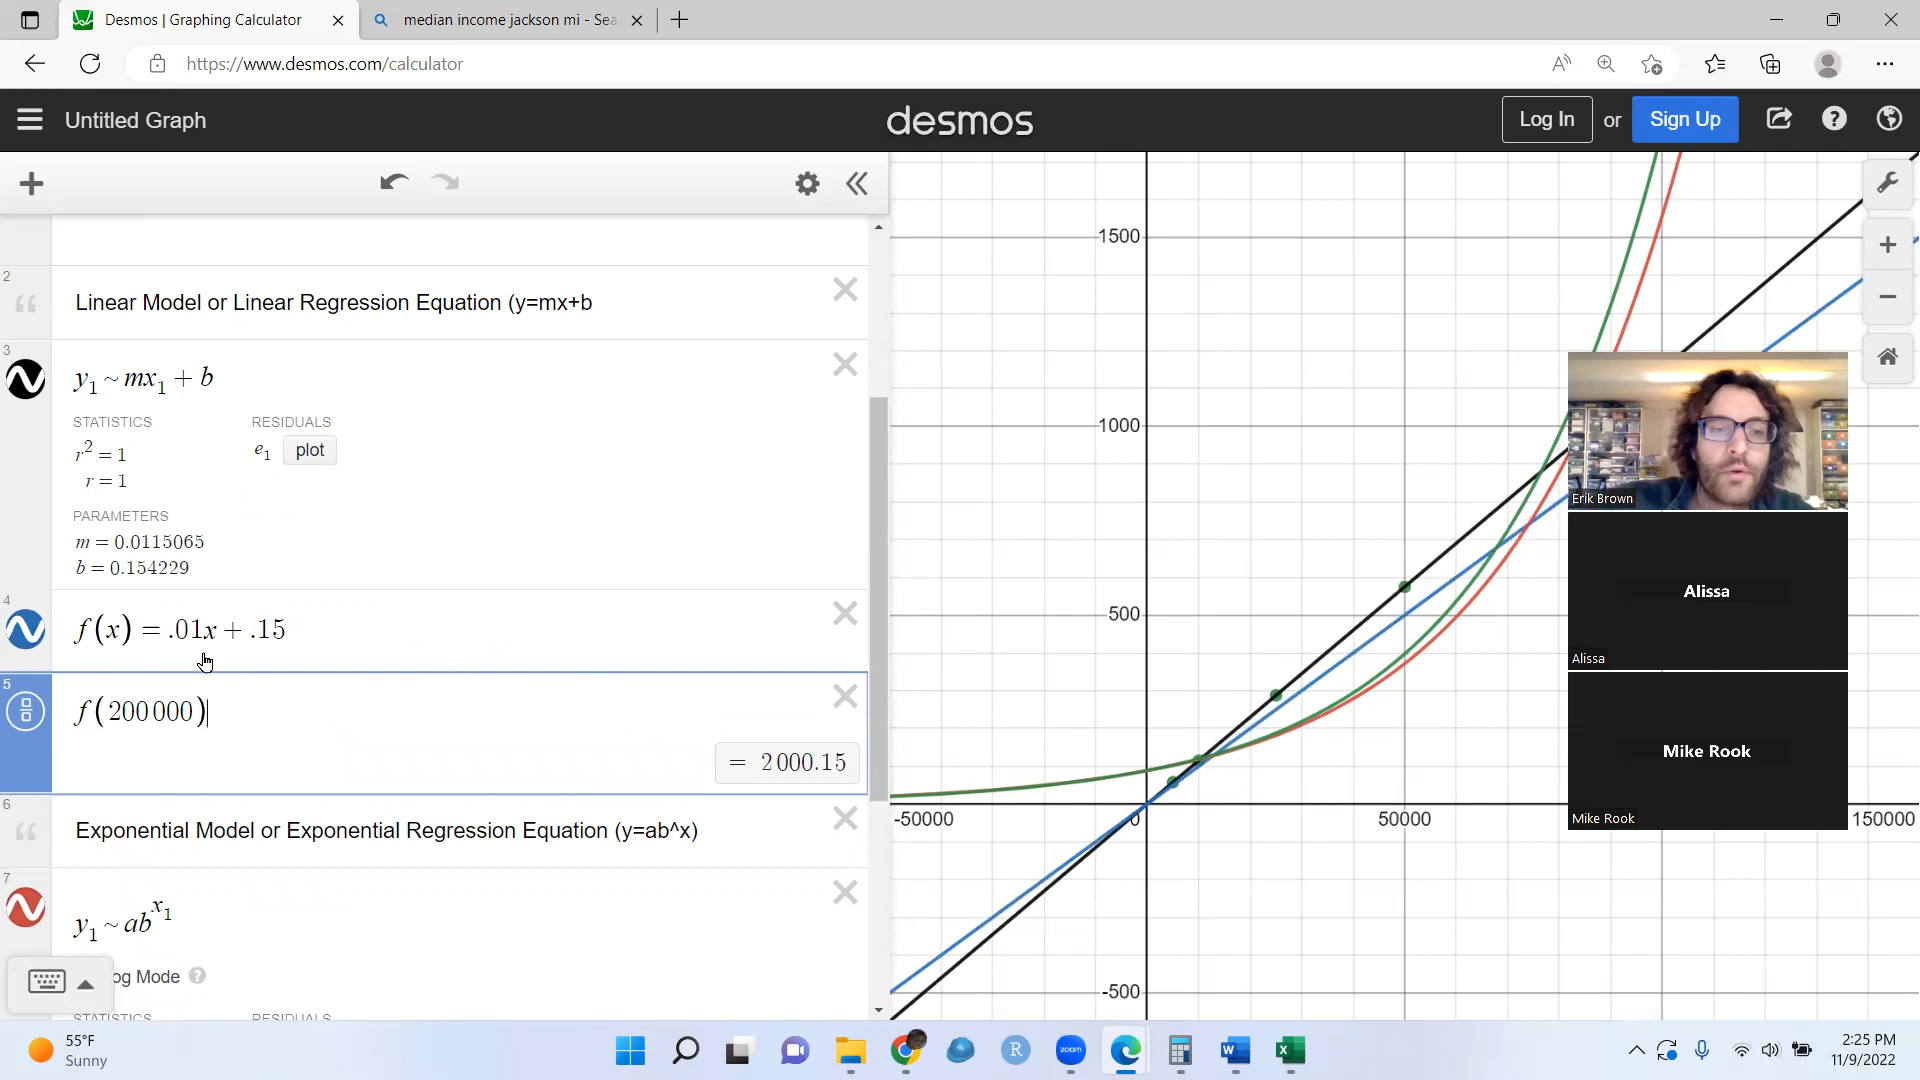 Desmos | Graphing Calculator
median income jackson mi - Sea
https://www.desmos.com/calculator
Untitled Graph
desmos
Log In or Sign Up
2
Linear Model or Linear Regression Equation (y=mx+b
3
y₁ ~ mx₁ + b
STATISTICS RESIDUALS
r² = 1
e₁ plot
r = 1
PARAMETERS
m = 0.0115065
b = 0.154229
4
f(x) = .01x + .15
5
f(200000)
= 2000.15
6
Exponential Model or Exponential Regression Equation (y=ab^x)
7
y₁ ~ ab^x₁
og Mode
STATISTICS RESIDUALS
1500
1000
500
-50000 0 50000 150000
-500
Erik Brown
Alissa
Alissa
Mike Rook
Mike Rook
55°F
Sunny
zoom
2:25 PM
11/9/2022